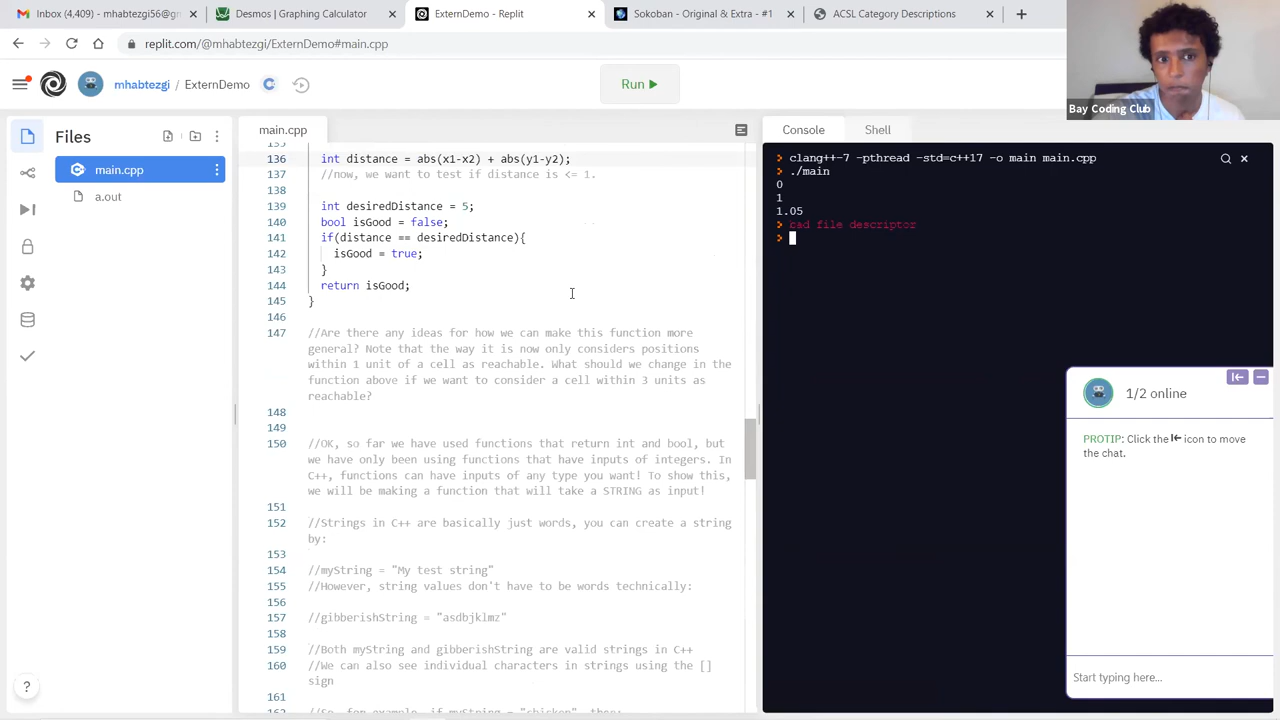 mhabtezgi56@gm
Desmos | Graphing Calculator
ExternDemo - Replit
Sokoban - Original & Extra - #1
ACSL Category Descriptions
replit.com/@mhabtezgi/ExternDemo#main.cpp
mhabtezgi / ExternDemo
Run
Bay Coding Club
Files
main.cpp
a.out
main.cpp
135
136 int distance = abs(x1-x2) + abs(y1-y2);
137 //now, we want to test if distance is <= 1.
138
139 int desiredDistance = 5;
140 bool isGood = false;
141 if(distance == desiredDistance){
142 isGood = true;
143 }
144 return isGood;
145 }
146
147 //Are there any ideas for how we can make this function more
general? Note that the way it is now only considers positions
within 1 unit of a cell as reachable. What should we change in the
function above if we want to consider a cell within 3 units as
reachable?
148
149
150 //OK, so far we have used functions that return int and bool, but
we have only been using functions that have inputs of integers. In
C++, functions can have inputs of any type you want! To show this,
we will be making a function that will take a STRING as input!
151
152 //Strings in C++ are basically just words, you can create a string
by:
153
154 //myString = "My test string"
155 //However, string values don't have to be words technically:
156
157 //gibberishString = "asdbjklmz"
158
159 //Both myString and gibberishString are valid strings in C++
160 //We can also see individual characters in strings using the []
sign
161
162 //So, for example, if myString = "chicken", then:
Console
Shell
clang++-7 -pthread -std=c++17 -o main main.cpp
./main
0
1
1.05
bad file descriptor
1/2 online
PROTIP: Click the icon to move
the chat.
Start typing here...
?